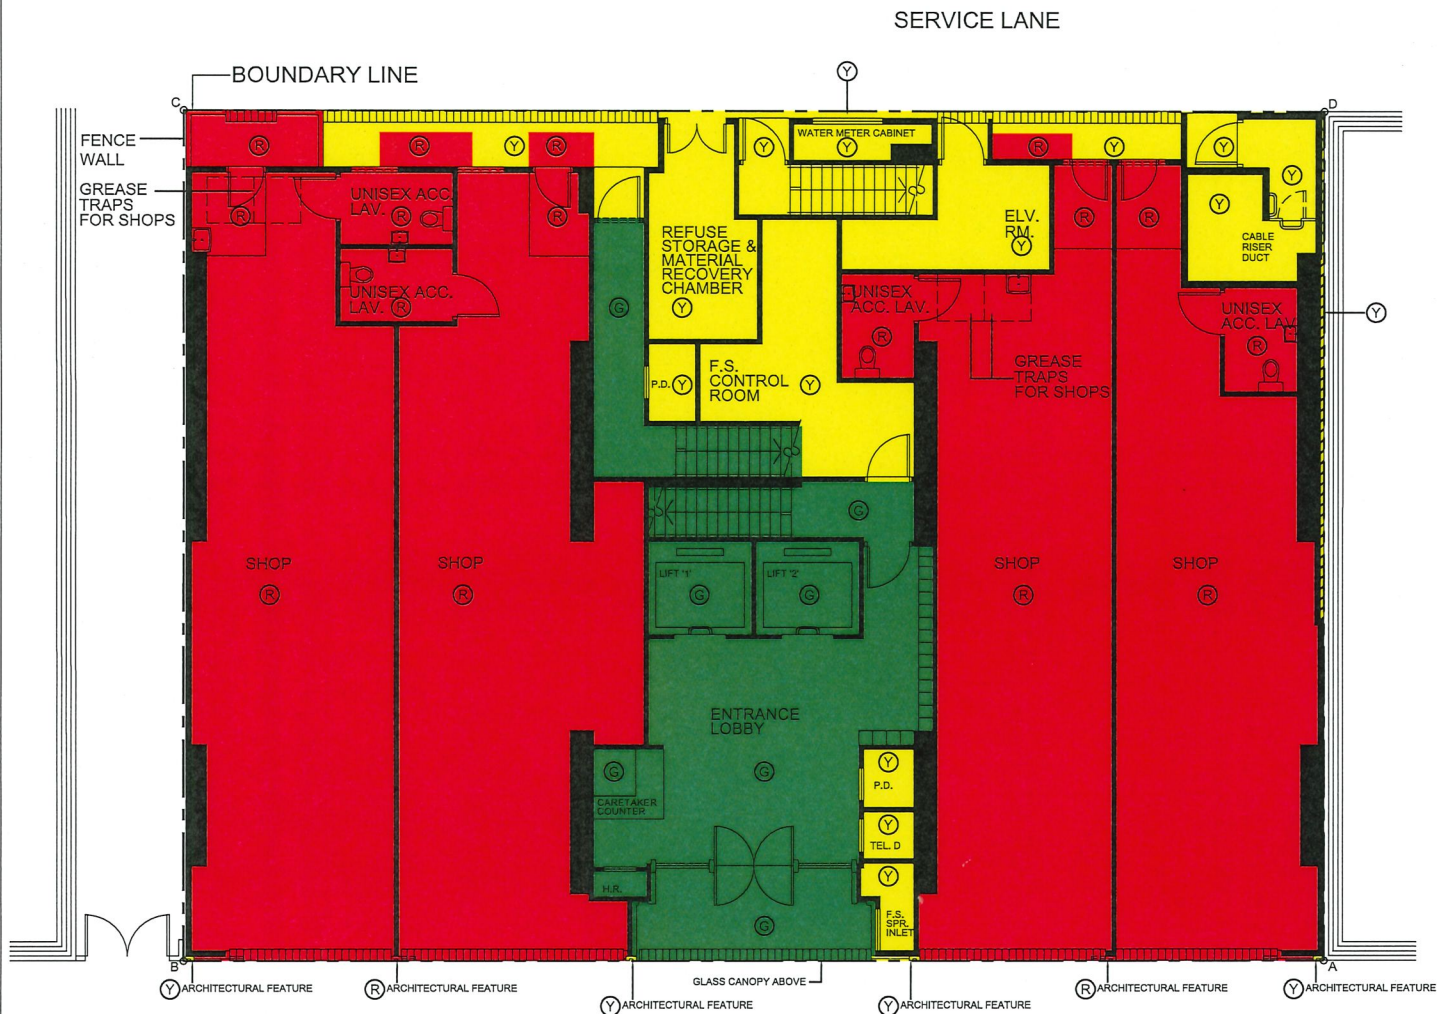 SERVICE LANE
BOUNDARY LINE
Y
C
D
FENCE
WALL
R
R
Y
R
Y
WATER METER CABINET
Y
R
Y
Y
GREASE
TRAPS
FOR SHOPS
R
UNISEX ACC.
LAV.
R
R
Y
Y
R
R
ELV.
RM.
Y
REFUSE
STORAGE &
MATERIAL
RECOVERY
CHAMBER
Y
CABLE
RISER
DUCT
UNISEX ACC.
LAV.
R
G
UNISEX
ACC. LAV.
R
UNISEX
ACC. LAV.
R
Y
P.D.
Y
F.S.
CONTROL
ROOM
Y
GREASE
TRAPS
FOR SHOPS
G
SHOP
R
SHOP
R
LIFT '1'
G
LIFT '2'
G
SHOP
R
SHOP
R
ENTRANCE
LOBBY
G
G
CARETAKER
COUNTER
Y
P.D.
Y
TEL. D
H.R.
Y
F.S.
SPR.
INLET
G
B
A
GLASS CANOPY ABOVE
Y ARCHITECTURAL FEATURE
R ARCHITECTURAL FEATURE
Y ARCHITECTURAL FEATURE
Y ARCHITECTURAL FEATURE
R ARCHITECTURAL FEATURE
Y ARCHITECTURAL FEATURE